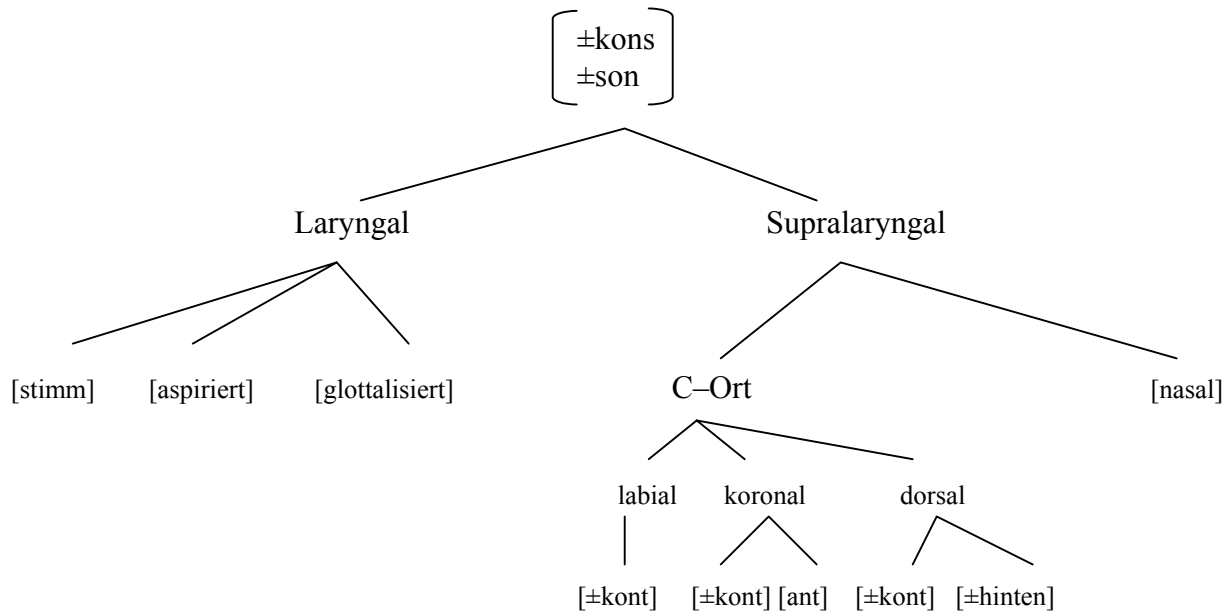 ±kons
±son
Laryngal Supralaryngal
[stimm] [aspiriert] [glottalisiert] C–Ort [nasal]
labial koronal dorsal
[±kont] [±kont] [ant] [±kont] [±hinten]